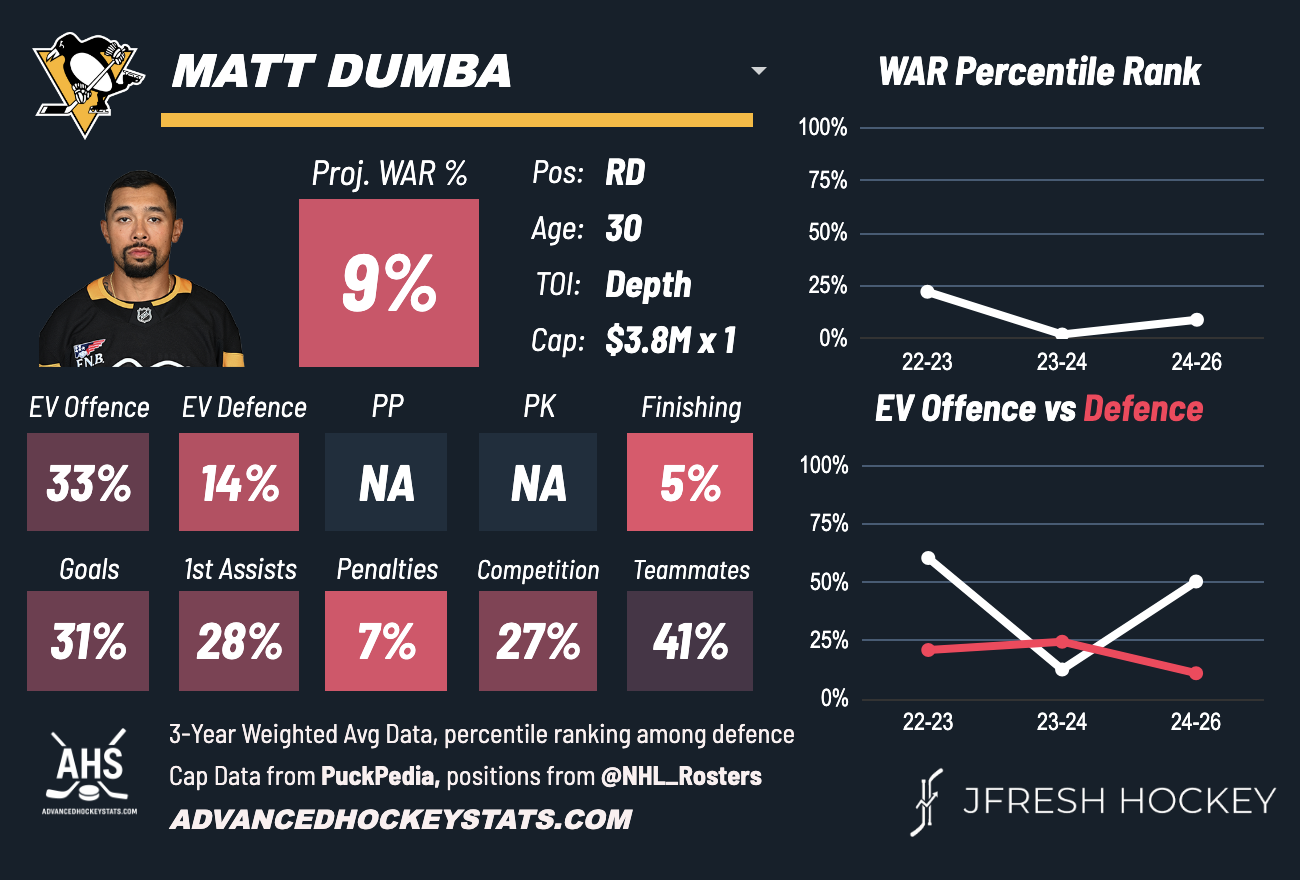 MATT DUMBA
Proj. WAR %
9%
Pos: RD
Age: 30
TOI: Depth
Cap: $3.8M x 1
F.N.B.
EV Offence EV Defence PP PK Finishing
33% 14% NA NA 5%
Goals 1st Assists Penalties Competition Teammates
31% 28% 7% 27% 41%
WAR Percentile Rank
100%
75%
50%
25%
0%
22-23 23-24 24-26
EV Offence vs Defence
100%
75%
50%
25%
0%
22-23 23-24 24-26
AHS
ADVANCEDHOCKEYSTATS.COM
3-Year Weighted Avg Data, percentile ranking among defence
Cap Data from PuckPedia, positions from @NHL_Rosters
ADVANCEDHOCKEYSTATS.COM
JFRESH HOCKEY